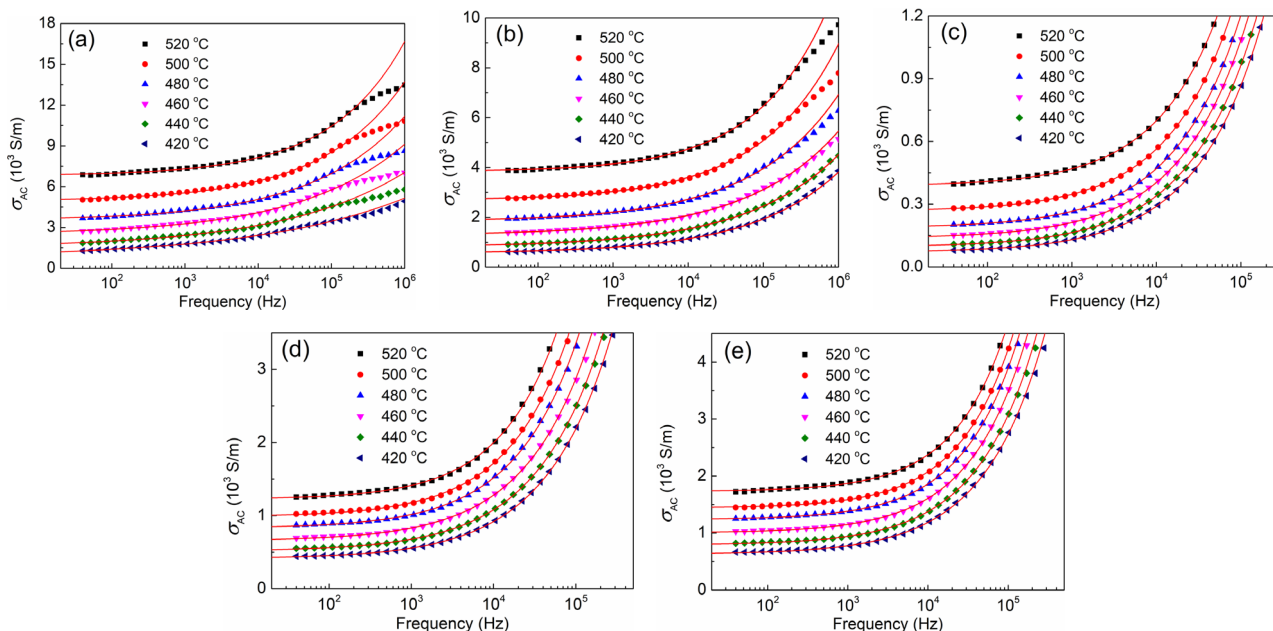 (a)
18
15
12
9
6
3
0
σAC (10³ S/m)
520 °C
500 °C
480 °C
460 °C
440 °C
420 °C
10² 10³ 10⁴ 10⁵ 10⁶
Frequency (Hz)
(b)
10
8
6
4
2
0
σAC (10³ S/m)
520 °C
500 °C
480 °C
460 °C
440 °C
420 °C
10² 10³ 10⁴ 10⁵ 10⁶
Frequency (Hz)
(c)
1.2
0.9
0.6
0.3
0.0
σAC (10³ S/m)
520 °C
500 °C
480 °C
460 °C
440 °C
420 °C
10² 10³ 10⁴ 10⁵
Frequency (Hz)
(d)
3
2
1
0
σAC (10³ S/m)
520 °C
500 °C
480 °C
460 °C
440 °C
420 °C
10² 10³ 10⁴ 10⁵
Frequency (Hz)
(e)
4
3
2
1
0
σAC (10³ S/m)
520 °C
500 °C
480 °C
460 °C
440 °C
420 °C
10² 10³ 10⁴ 10⁵
Frequency (Hz)